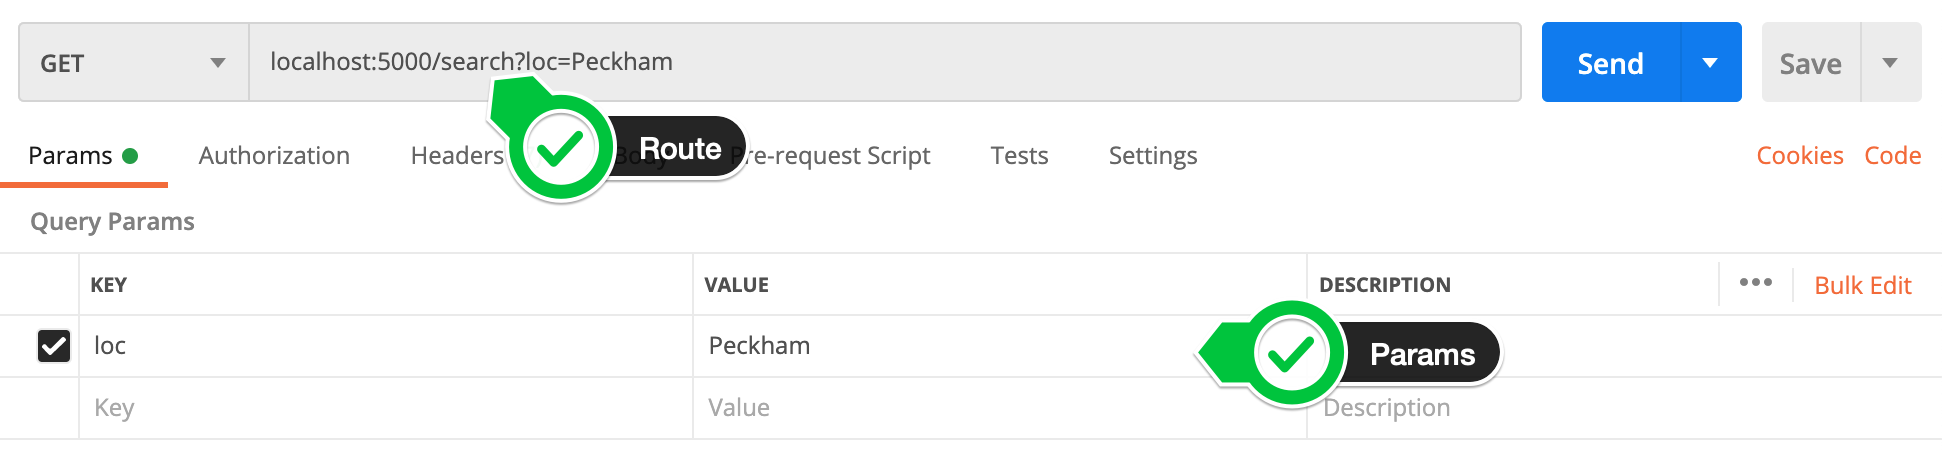 GET localhost:5000/search?loc=Peckham Send Save
Params Authorization Headers Body Pre-request Script Tests Settings Cookies Code
Route
Query Params
KEY VALUE DESCRIPTION ••• Bulk Edit
loc Peckham
Params
Key Value Description